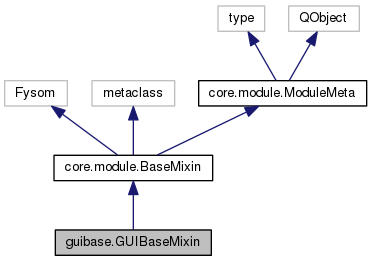 type
QObject
Fysom
metaclass
core.module.ModuleMeta
core.module.BaseMixin
guibase.GUIBaseMixin